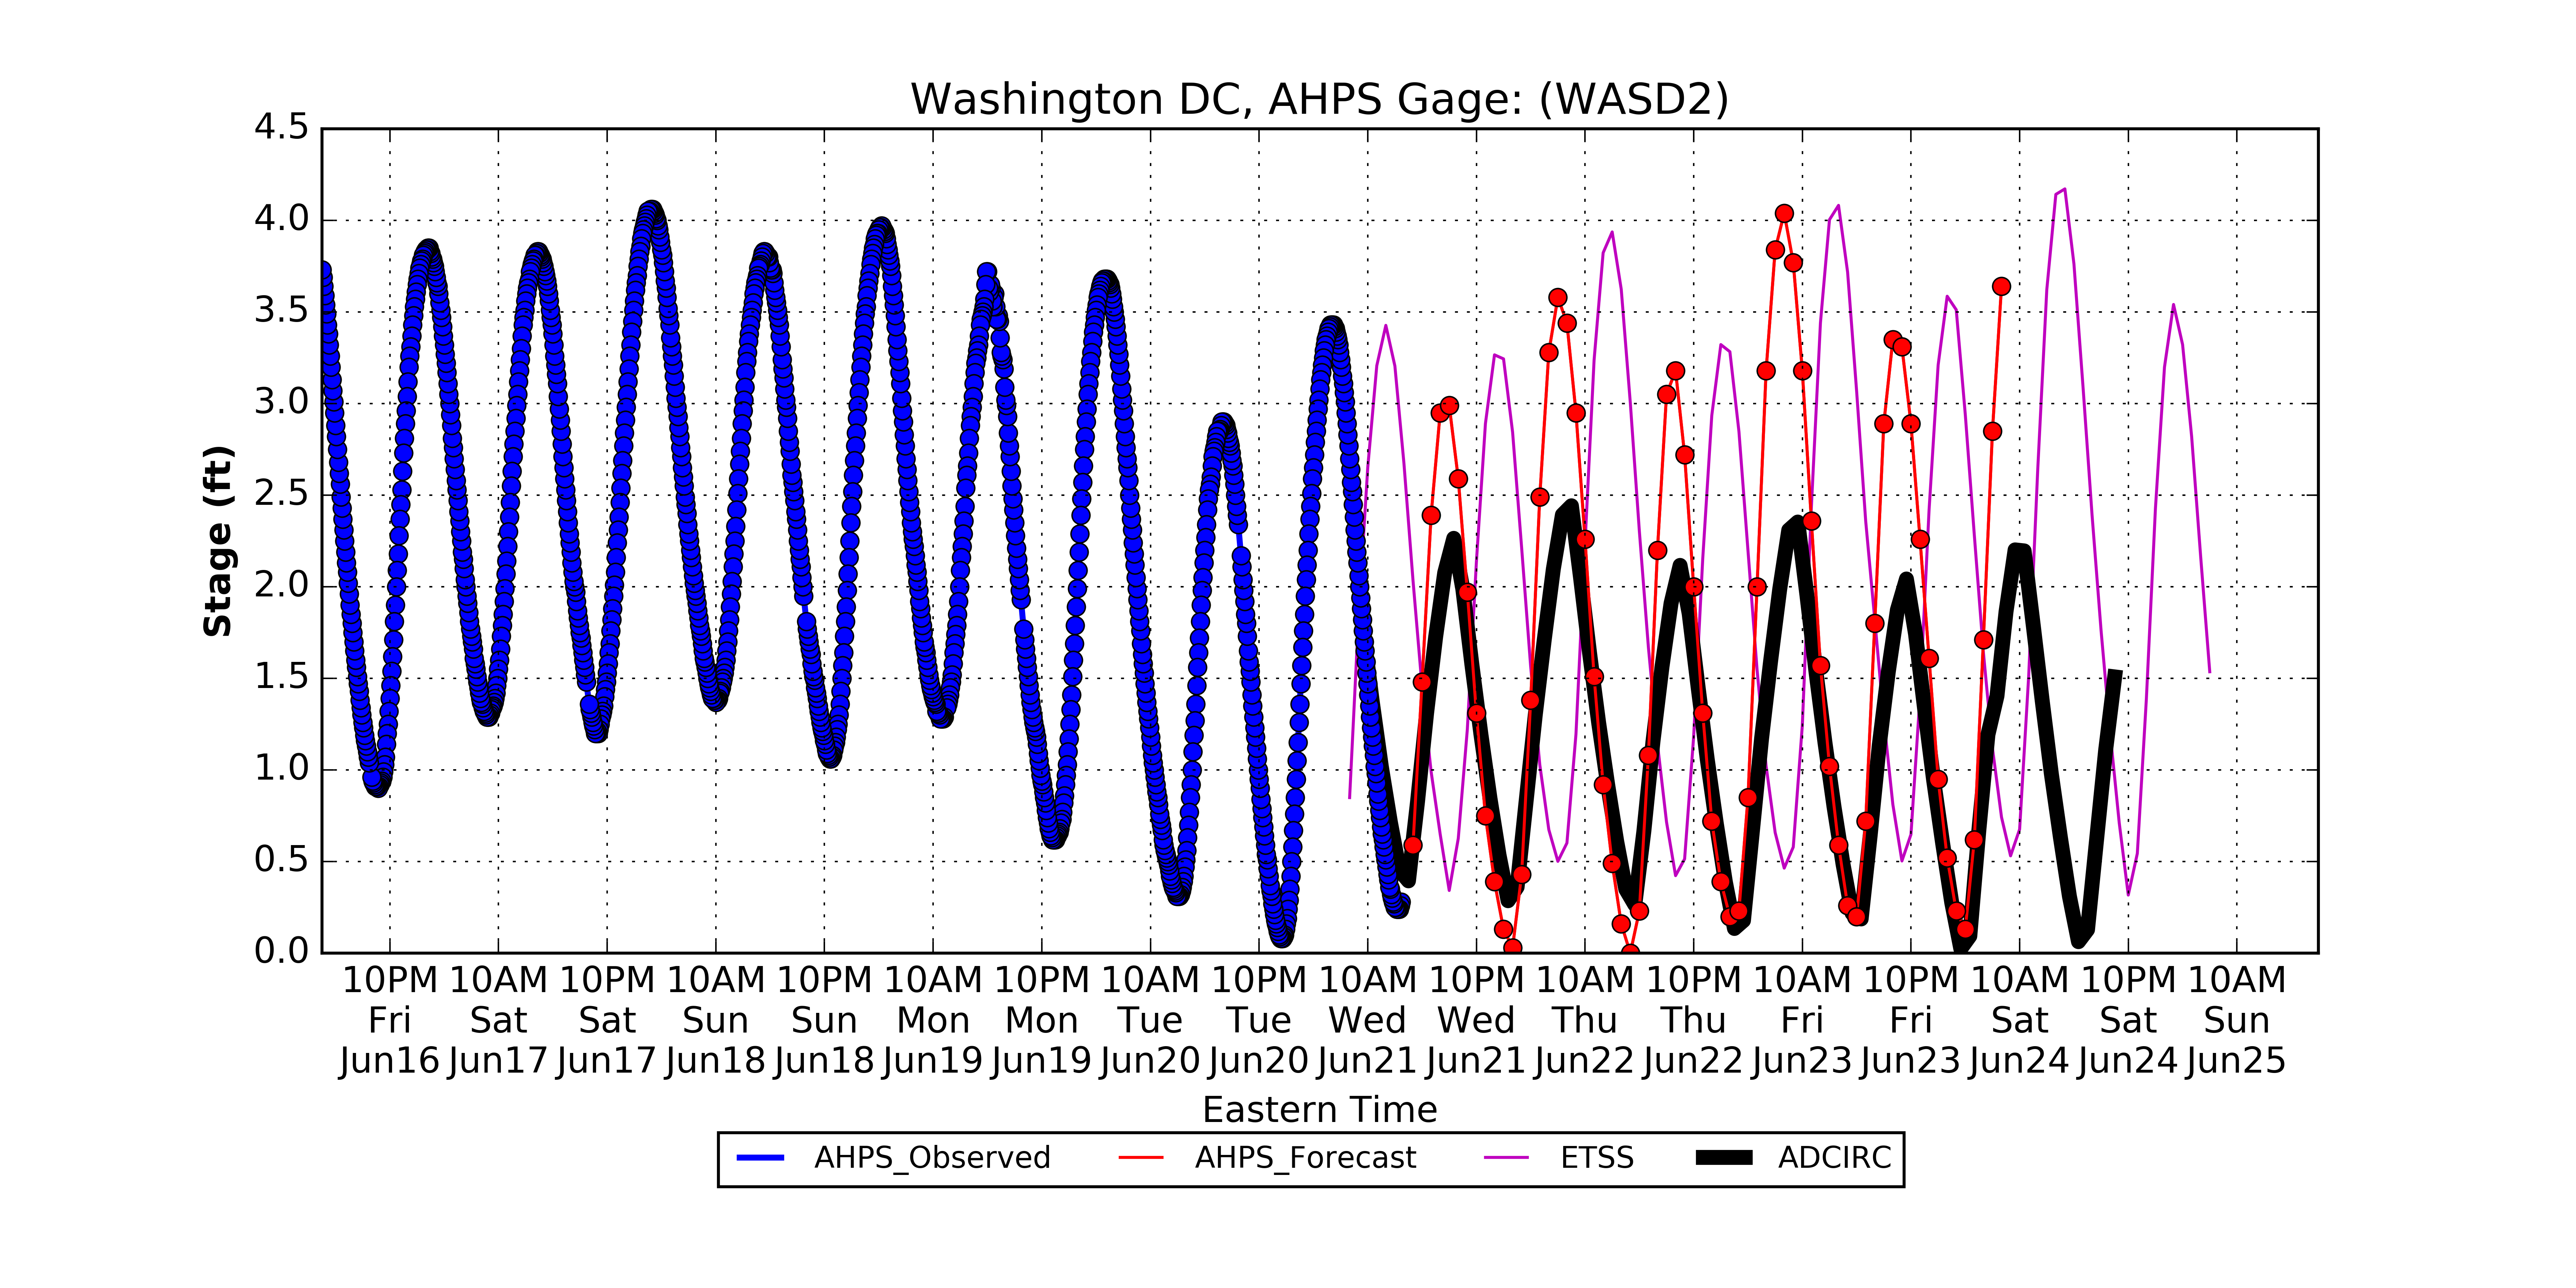 Washington DC, AHPS Gage: (WASD2)
4.5
4.0
3.5
3.0
2.5
2.0
1.5
1.0
0.5
0.0
Stage (ft)
10PM 10AM 10PM 10AM 10PM 10AM 10PM 10AM 10PM 10AM 10PM 10AM 10PM 10AM 10PM 10AM 10PM 10AM
Fri Sat Sat Sun Sun Mon Mon Tue Tue Wed Wed Thu Thu Fri Fri Sat Sat Sun
Jun16 Jun17 Jun17 Jun18 Jun18 Jun19 Jun19 Jun20 Jun20 Jun21 Jun21 Jun22 Jun22 Jun23 Jun23 Jun24 Jun24 Jun25
Eastern Time
AHPS_Observed AHPS_Forecast ETSS ADCIRC